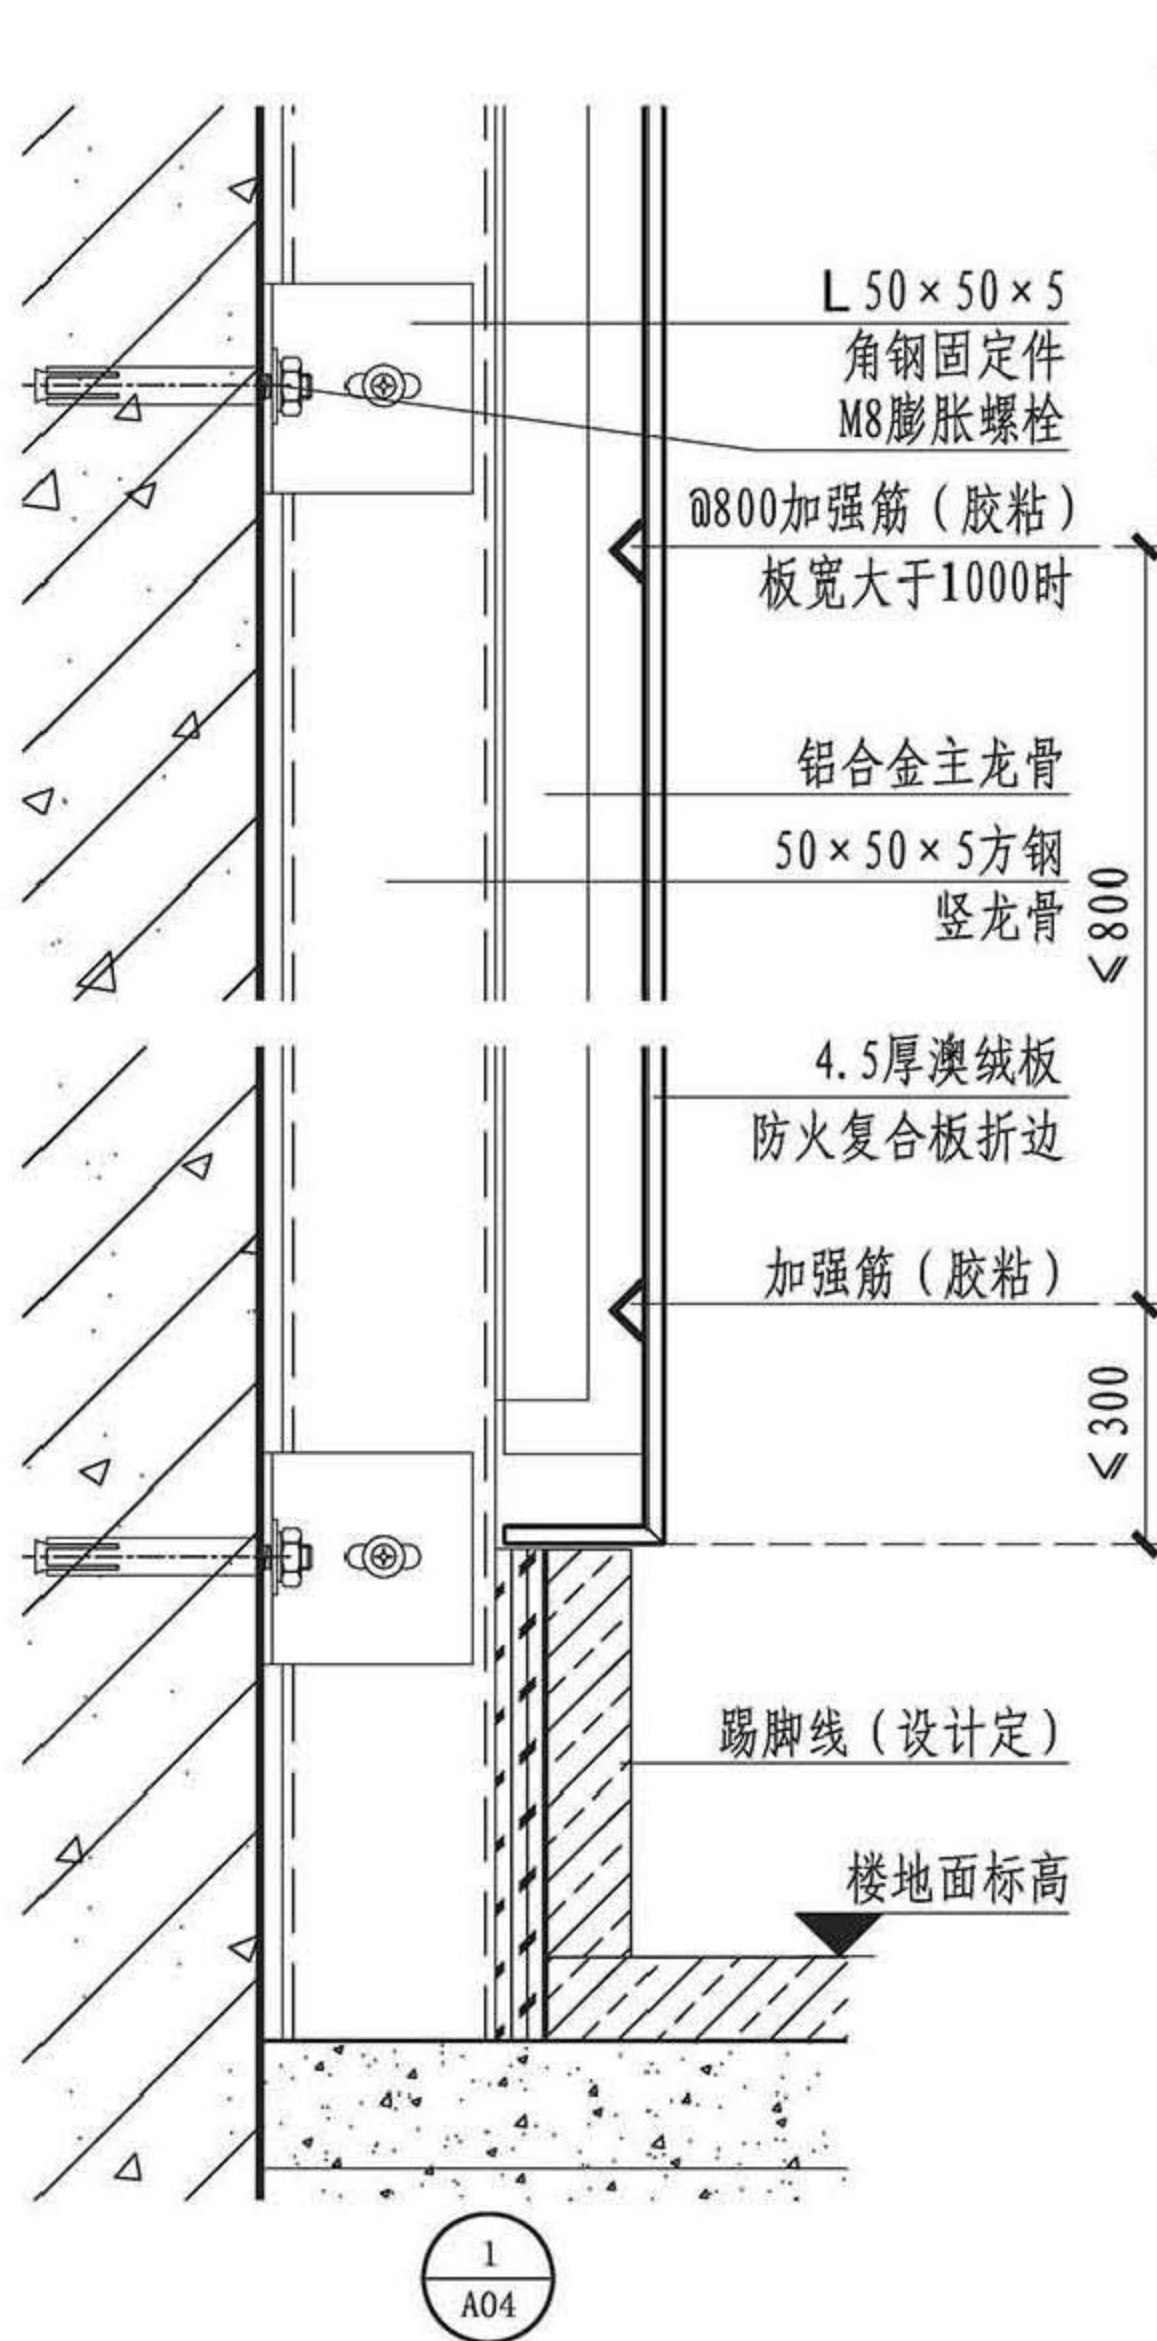 L 50×50×5
角钢固定件
M8膨胀螺栓
@800加强筋（胶粘）
板宽大于1000时
铝合金主龙骨
50×50×5方钢
竖龙骨
≤800
4.5厚澳绒板
防火复合板折边
加强筋（胶粘）
≤300
踢脚线（设计定）
楼地面标高
1
A04